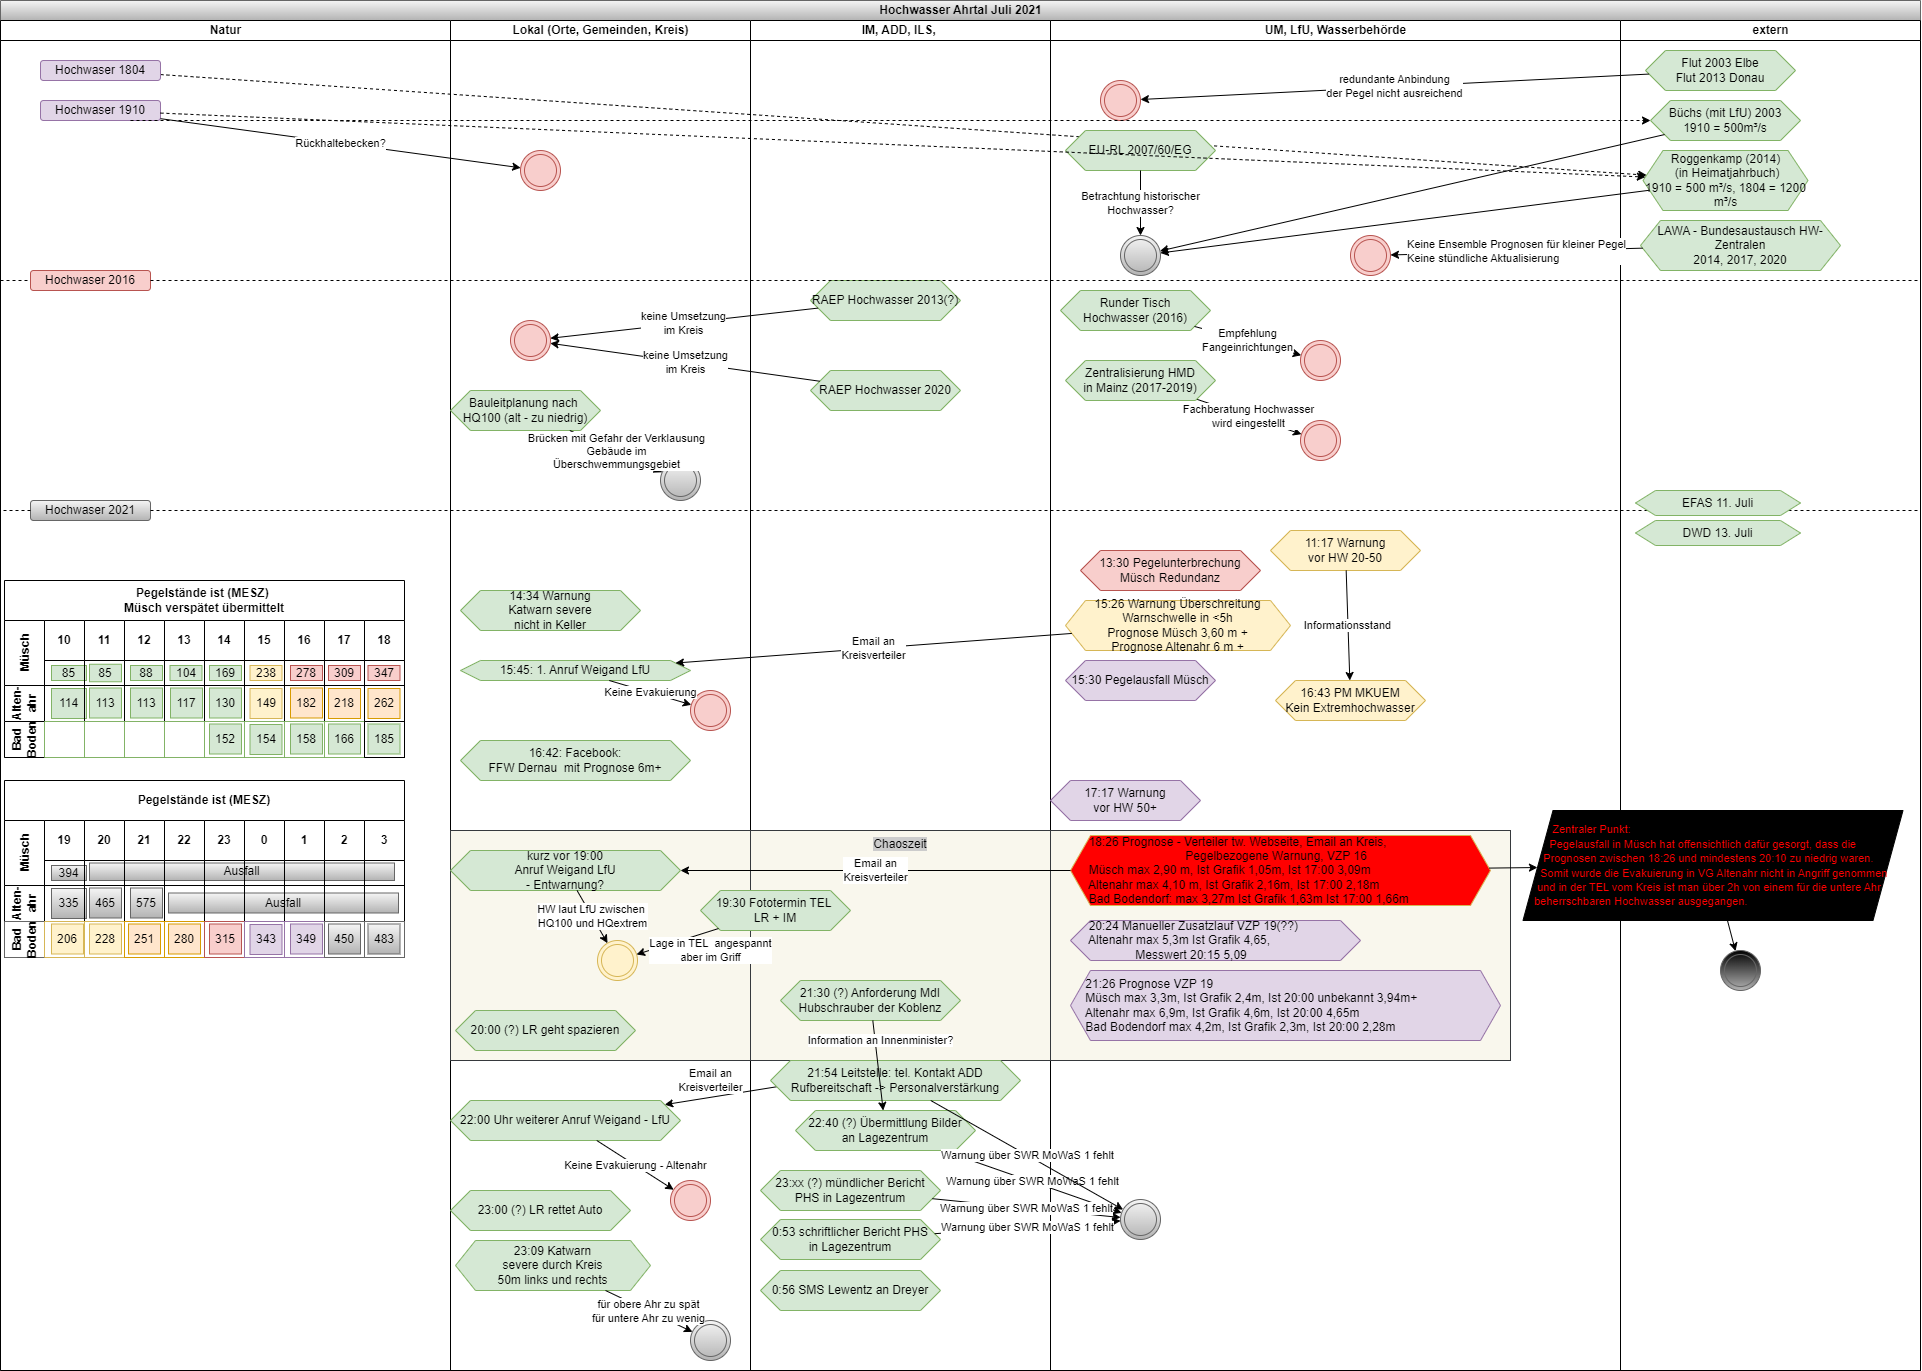 Hochwasser Ahrtal Juli 2021
Natur
Lokal (Orte, Gemeinden, Kreis)
IM, ADD, ILS,
UM, LfU, Wasserbehörde
extern
Hochwaser 1804
Hochwaser 1910
Rückhaltebecken?
redundante Anbindung
der Pegel nicht ausreichend
Flut 2003 Elbe
Flut 2013 Donau
Büchs (mit LfU) 2003
1910 = 500m³/s
EU-RL 2007/60/EG
Roggenkamp (2014)
(in Heimatjahrbuch)
1910 = 500 m³/s, 1804 = 1200
m³/s
Betrachtung historischer
Hochwasser?
Keine Ensemble Prognosen für kleiner Pegel
Keine stündliche Aktualisierung
LAWA - Bundesaustausch HW-
Zentralen
2014, 2017, 2020
Hochwaser 2016
RAEP Hochwasser 2013(?)
keine Umsetzung
im Kreis
keine Umsetzung
im Kreis
RAEP Hochwasser 2020
Runder Tisch
Hochwasser (2016)
Empfehlung
Fangeinrichtungen
Zentralisierung HMD
in Mainz (2017-2019)
Fachberatung Hochwasser
wird eingestellt
Bauleitplanung nach
HQ100 (alt - zu niedrig)
Brücken mit Gefahr der Verklausung
Gebäude im
Überschwemmungsgebiet
Hochwaser 2021
EFAS 11. Juli
DWD 13. Juli
11:17 Warnung
vor HW 20-50
13:30 Pegelunterbrechung
Müsch Redundanz
Informationsstand
14:34 Warnung
Katwarn severe
nicht in Keller
15:26 Warnung Überschreitung
Warnschwelle in <5h
Prognose Müsch 3,60 m +
Prognose Altenahr 6 m +
Email an
Kreisverteiler
15:45: 1. Anruf Weigand LfU
Keine Evakuierung
15:30 Pegelausfall Müsch
16:43 PM MKUEM
Kein Extremhochwasser
16:42: Facebook:
FFW Dernau  mit Prognose 6m+
17:17 Warnung
vor HW 50+
Pegelstände ist (MESZ)
Müsch verspätet übermittelt
Müsch
10 11 12 13 14 15 16 17 18
85 85 88 104 169 238 278 309 347
Alten-
ahr
114 113 113 117 130 149 182 218 262
Bad
Boden
152 154 158 166 185
Pegelstände ist (MESZ)
Müsch
19 20 21 22 23 0 1 2 3
394 Ausfall
Alten-
ahr
335 465 575 Ausfall
Bad
Boden
206 228 251 280 315 343 349 450 483
Chaoszeit
kurz vor 19:00
Anruf Weigand LfU
- Entwarnung?
Email an
Kreisverteiler
18:26 Prognose - Verteiler tw. Webseite, Email an Kreis,
Pegelbezogene Warnung, VZP 16
Müsch max 2,90 m, Ist Grafik 1,05m, Ist 17:00 3,09m
Altenahr max 4,10 m, Ist Grafik 2,16m, Ist 17:00 2,18m
Bad Bodendorf: max 3,27m Ist Grafik 1,63m Ist 17:00 1,66m
Zentraler Punkt:
Pegelausfall in Müsch hat offensichtlich dafür gesorgt, dass die
Prognosen zwischen 18:26 und mindestens 20:10 zu niedrig waren.
Somit wurde die Evakuierung in VG Altenahr nicht in Angriff genommen
und in der TEL vom Kreis ist man über 2h von einem für die untere Ahr
beherrschbaren Hochwasser ausgegangen.
HW laut LfU zwischen
HQ100 und HQextrem
19:30 Fototermin TEL
LR + IM
Lage in TEL  angespannt
aber im Griff
20:24 Manueller Zusatzlauf VZP 19(??)
Altenahr max 5,3m Ist Grafik 4,65,
Messwert 20:15 5,09
21:26 Prognose VZP 19
Müsch max 3,3m, Ist Grafik 2,4m, Ist 20:00 unbekannt 3,94m+
Altenahr max 6,9m, Ist Grafik 4,6m, Ist 20:00 4,65m
Bad Bodendorf max 4,2m, Ist Grafik 2,3m, Ist 20:00 2,28m
21:30 (?) Anforderung MdI
Hubschrauber der Koblenz
20:00 (?) LR geht spazieren
Information an Innenminister?
21:54 Leitstelle: tel. Kontakt ADD
Rufbereitschaft -> Personalverstärkung
Email an
Kreisverteiler
22:00 Uhr weiterer Anruf Weigand - LfU
22:40 (?) Übermittlung Bilder
an Lagezentrum
Keine Evakuierung - Altenahr
Warnung über SWR MoWaS 1 fehlt
23:xx (?) mündlicher Bericht
PHS in Lagezentrum
Warnung über SWR MoWaS 1 fehlt
23:00 (?) LR rettet Auto
Warnung über SWR MoWaS 1 fehlt
0:53 schriftlicher Bericht PHS
in Lagezentrum
Warnung über SWR MoWaS 1 fehlt
23:09 Katwarn
severe durch Kreis
50m links und rechts
0:56 SMS Lewentz an Dreyer
für obere Ahr zu spät
für untere Ahr zu wenig